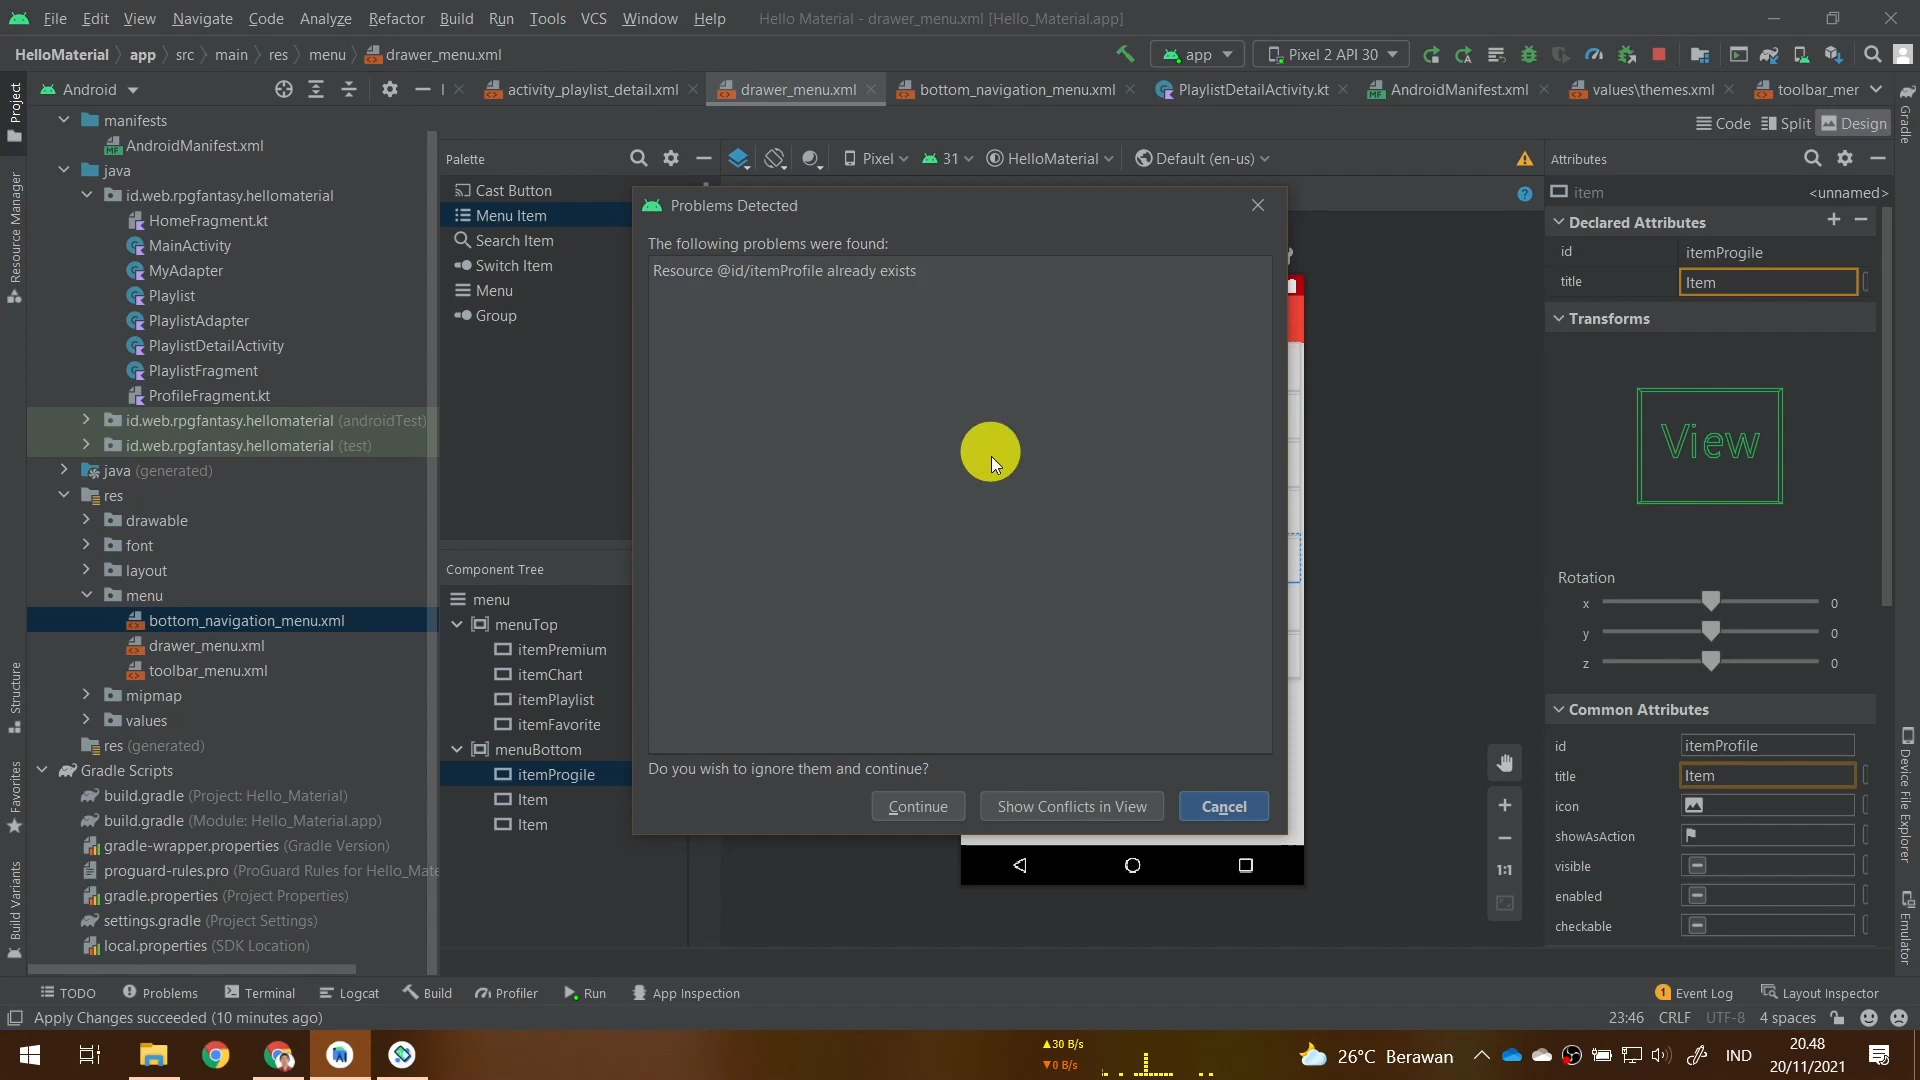 File Edit View Navigate Code Analyze Refactor Build Run Tools VCS Window Help Hello Material - drawer_menu.xml [Hello_Material.app]
HelloMaterial app src main res menu drawer_menu.xml app Pixel 2 API 30
Project
Resource Manager
Structure
Favorites
Build Variants
Android
activity_playlist_detail.xml drawer_menu.xml bottom_navigation_menu.xml PlaylistDetailActivity.kt AndroidManifest.xml values\themes.xml toolbar_mer
Code Split Design
manifests
AndroidManifest.xml
java
id.web.rpgfantasy.hellomaterial
HomeFragment.kt
MainActivity
MyAdapter
Playlist
PlaylistAdapter
PlaylistDetailActivity
PlaylistFragment
ProfileFragment.kt
id.web.rpgfantasy.hellomaterial (androidTest)
id.web.rpgfantasy.hellomaterial (test)
java (generated)
res
drawable
font
layout
menu
bottom_navigation_menu.xml
drawer_menu.xml
toolbar_menu.xml
mipmap
values
res (generated)
Gradle Scripts
build.gradle (Project: Hello_Material)
build.gradle (Module: Hello_Material.app)
gradle-wrapper.properties (Gradle Version)
proguard-rules.pro (ProGuard Rules for Hello_Mate
gradle.properties (Project Properties)
settings.gradle (Project Settings)
local.properties (SDK Location)
Palette
Cast Button
Menu Item
Search Item
Switch Item
Menu
Group
Component Tree
menu
menuTop
itemPremium
itemChart
itemPlaylist
itemFavorite
menuBottom
itemProgile
Item
Item
Pixel 31 HelloMaterial Default (en-us)
Problems Detected
The following problems were found:
Resource @id/itemProfile already exists
Do you wish to ignore them and continue?
Continue Show Conflicts in View Cancel
1:1
Attributes
item <unnamed>
Declared Attributes
id itemProgile
title Item
Transforms
View
Rotation
x 0
y 0
z 0
Common Attributes
id itemProfile
title Item
icon
showAsAction
visible
enabled
checkable
Gradle
Device File Explorer
Emulator
TODO Problems Terminal Logcat Build Profiler Run App Inspection 1 Event Log Layout Inspector
Apply Changes succeeded (10 minutes ago) 23:46 CRLF UTF-8 4 spaces
30 B/s
0 B/s
26°C Berawan IND
20.48
20/11/2021